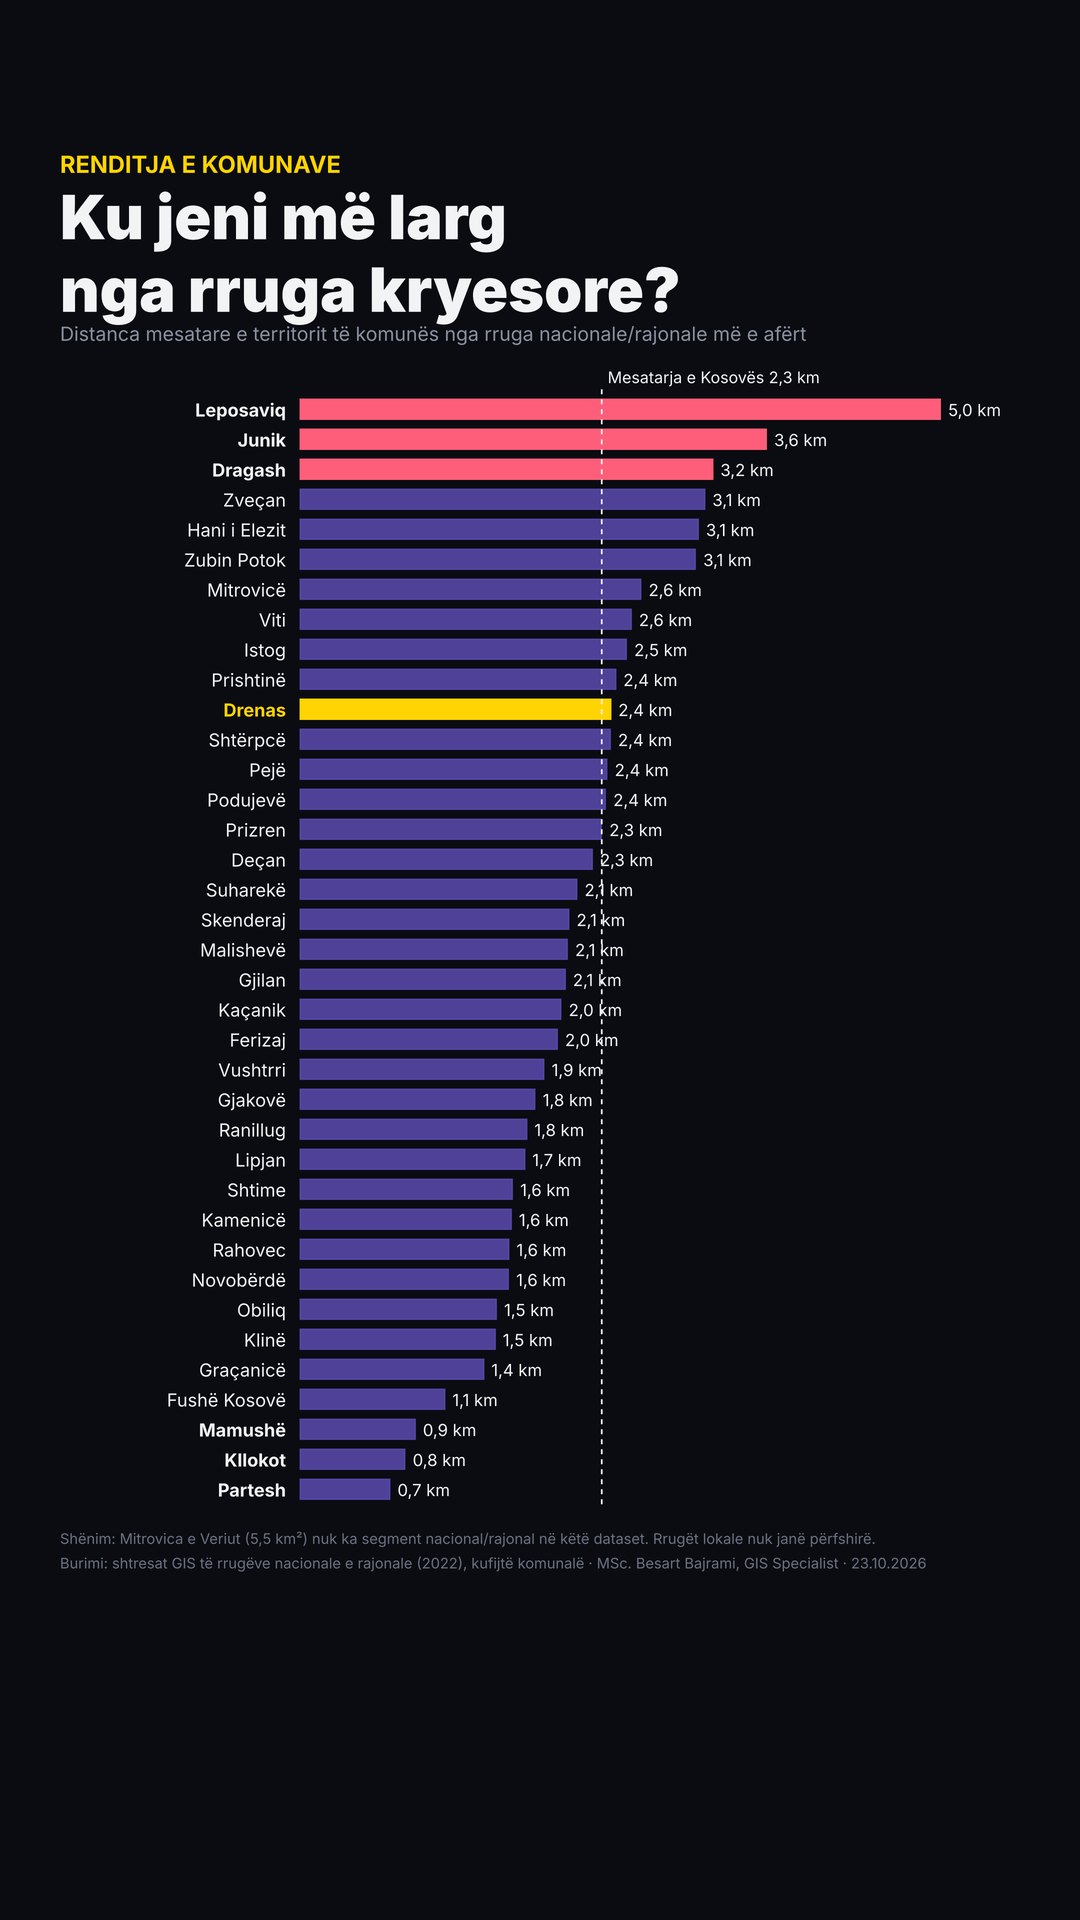 RENDITJA E KOMUNAVE
Ku jeni më larg
nga rruga kryesore?
Distanca mesatare e territorit të komunës nga rruga nacionale/rajonale më e afërt
Mesatarja e Kosovës 2,3 km
Leposaviq 5,0 km
Junik 3,6 km
Dragash 3,2 km
Zveçan 3,1 km
Hani i Elezit 3,1 km
Zubin Potok 3,1 km
Mitrovicë 2,6 km
Viti 2,6 km
Istog 2,5 km
Prishtinë 2,4 km
Drenas 2,4 km
Shtërpcë 2,4 km
Pejë 2,4 km
Podujevë 2,4 km
Prizren 2,3 km
Deçan 2,3 km
Suharekë 2,1 km
Skenderaj 2,1 km
Malishevë 2,1 km
Gjilan 2,1 km
Kaçanik 2,0 km
Ferizaj 2,0 km
Vushtrri 1,9 km
Gjakovë 1,8 km
Ranillug 1,8 km
Lipjan 1,7 km
Shtime 1,6 km
Kamenicë 1,6 km
Rahovec 1,6 km
Novobërdë 1,6 km
Obiliq 1,5 km
Klinë 1,5 km
Graçanicë 1,4 km
Fushë Kosovë 1,1 km
Mamushë 0,9 km
Kllokot 0,8 km
Partesh 0,7 km
Shënim: Mitrovica e Veriut (5,5 km²) nuk ka segment nacional/rajonal në këtë dataset. Rrugët lokale nuk janë përfshirë.
Burimi: shtresat GIS të rrugëve nacionale e rajonale (2022), kufijtë komunalë · MSc. Besart Bajrami, GIS Specialist · 23.10.2026